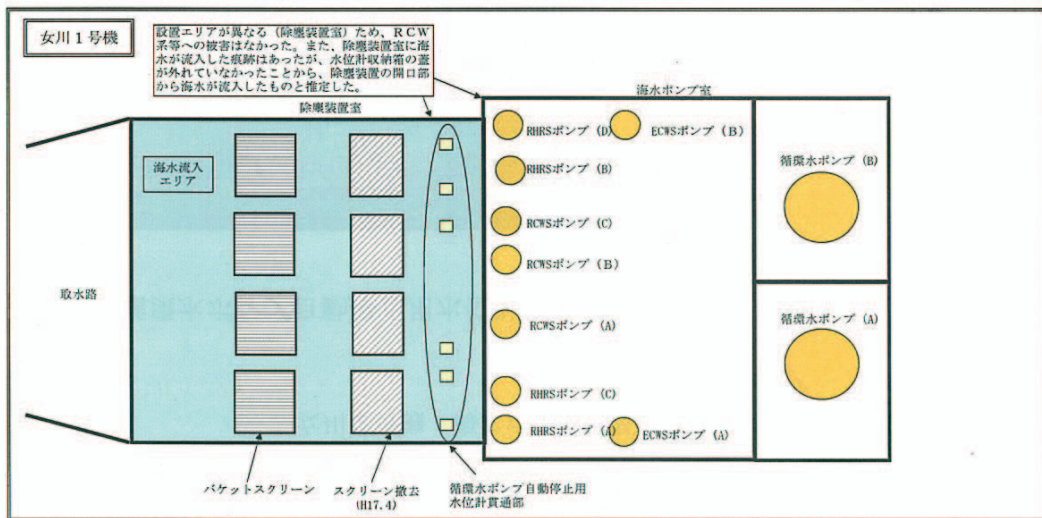 女川1号機
設置エリアが異なる(除塵装置室)ため、RCW
系等への被害はなかった。また、除塵装置室に海
水が流入した痕跡はあったが、水位計収納箱の蓋
が外れていなかったことから、除塵装置の開口部
から海水が流入したものと推定した。
除塵装置室
海水ポンプ室
海水流入
エリア
取水路
RHRSポンプ(D)
ECWSポンプ(B)
RHRSポンプ(B)
RCWSポンプ(C)
RCWSポンプ(B)
RCWSポンプ(A)
RHRSポンプ(C)
RHRSポンプ(A)
ECWSポンプ(A)
循環水ポンプ(B)
循環水ポンプ(A)
バケットスクリーン
スクリーン撤去
(H17.4)
循環水ポンプ自動停止用
水位計貫通部